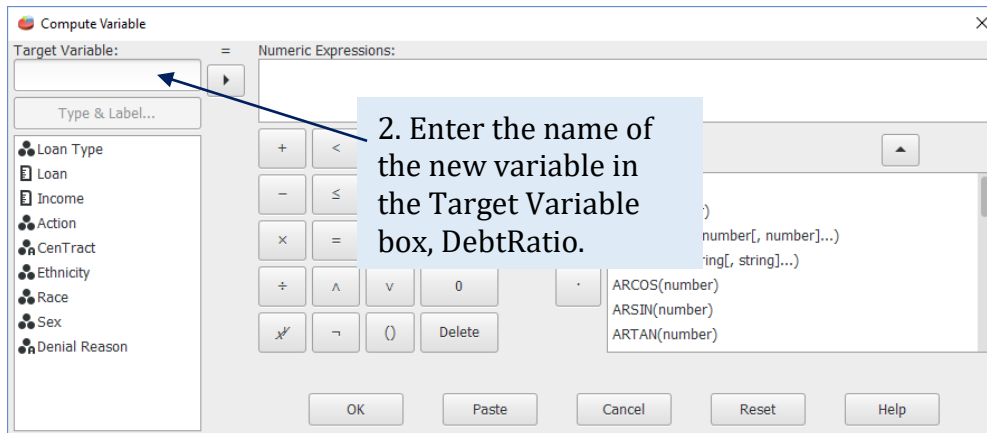 Compute Variable
Target Variable: = Numeric Expressions:
Type & Label...
Loan Type
Loan
Income
Action
CenTract
Ethnicity
Race
Sex
Denial Reason
+ <
− ≤
× =
÷ ∧ ∨ 0 .
¬ () Delete
2. Enter the name of
the new variable in
the Target Variable
box, DebtRatio.
)
number[, number]...)
ring[, string]...)
ARCOS(number)
ARSIN(number)
ARTAN(number)
OK Paste Cancel Reset Help